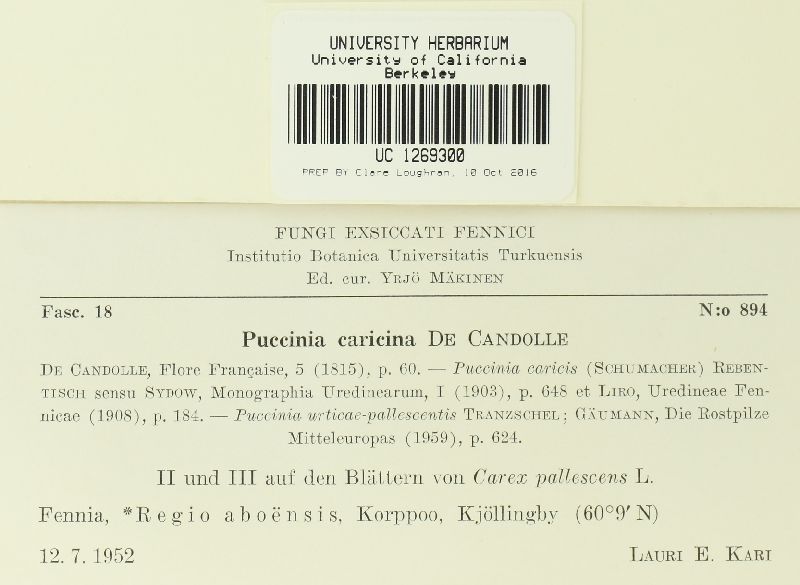 UNIVERSITY HERBARIUM
University of California
Berkeley
UC 1269300
PREP BY Clare Loughran, 10 Oct 2016
FUNGI EXSICCATI FENNICI
Institutio Botanica Universitatis Turkuensis
Ed. cur. YRJÖ MÄKINEN
Fasc. 18 N:o 894
Puccinia caricina DE CANDOLLE
DE CANDOLLE, Flore Française, 5 (1815), p. 60. — Puccinia caricis (SCHUMACHER) REBEN-
TISCH sensu SYDOW, Monographia Uredinearum, I (1903), p. 648 et LIRO, Uredineae Fen-
nicae (1908), p. 184. — Puccinia urticae-pallescentis TRANZSCHEL; GÄUMANN, Die Rostpilze
Mitteleuropas (1959), p. 624.
II und III auf den Blättern von Carex pallescens L.
Fennia, *Regio aboënsis, Korppoo, Kjöllingby (60°9′ N)
12. 7. 1952 LAURI E. KARI